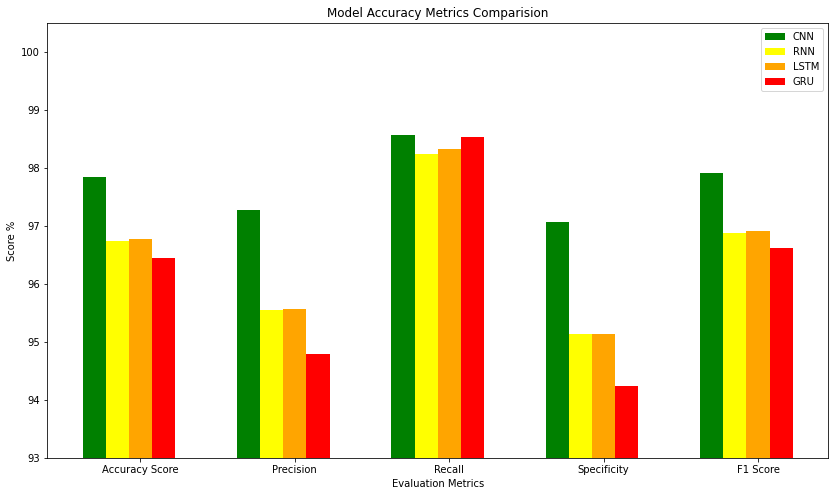 Model Accuracy Metrics Comparision
CNN
RNN
LSTM
GRU
100
99
98
97
96
95
94
93
Score %
Accuracy Score
Precision
Recall
Specificity
F1 Score
Evaluation Metrics